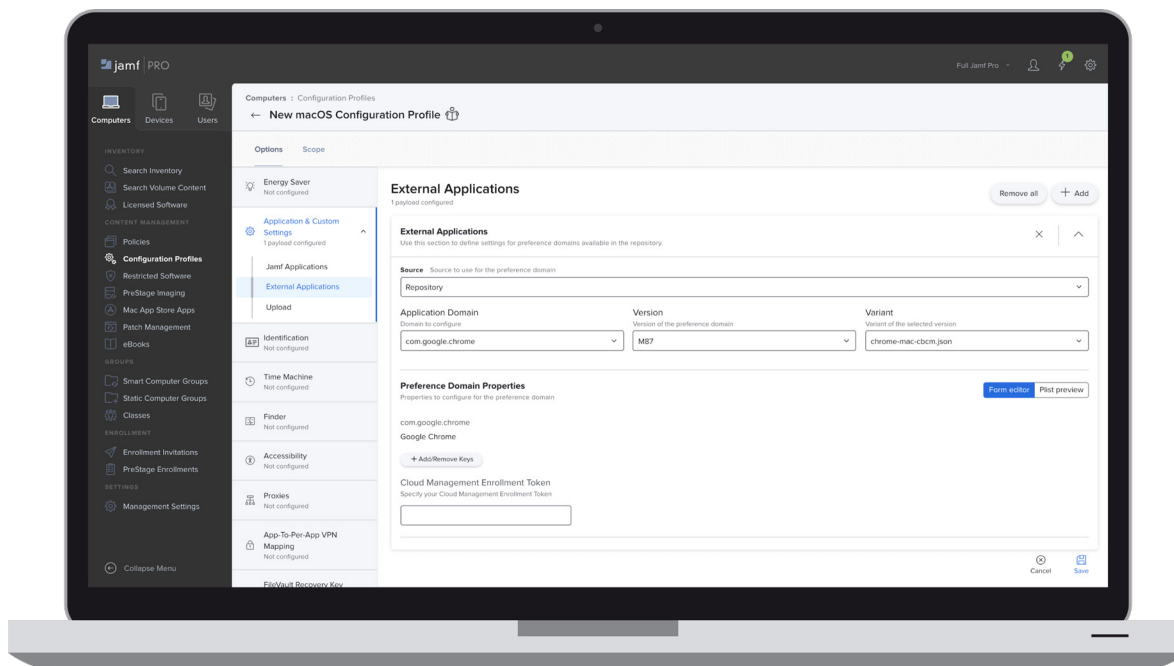 jamf PRO
Full Jamf Pro
1
Computers
Devices
Users
INVENTORY
Search Inventory
Search Volume Content
Licensed Software
CONTENT MANAGEMENT
Policies
Configuration Profiles
Restricted Software
PreStage Imaging
Mac App Store Apps
Patch Management
eBooks
GROUPS
Smart Computer Groups
Static Computer Groups
Classes
ENROLLMENT
Enrollment Invitations
PreStage Enrollments
SETTINGS
Management Settings
Collapse Menu
Computers : Configuration Profiles
← New macOS Configuration Profile
Options
Scope
Energy Saver
Not configured
Application & Custom
Settings
1 payload configured
Jamf Applications
External Applications
Upload
Identification
Not configured
Time Machine
Not configured
Finder
Not configured
Accessibility
Not configured
Proxies
Not configured
App-To-Per-App VPN
Mapping
Not configured
FileVault Recovery Key
External Applications
1 payload configured
Remove all
+ Add
External Applications
Use this section to define settings for preference domains available in the repository.
Source Source to use for the preference domain
Repository
Application Domain
Domain to configure
com.google.chrome
Version
Version of the preference domain
M87
Variant
Variant of the selected version
chrome-mac-cbcm.json
Preference Domain Properties
Properties to configure for the preference domain
Form editor
Plist preview
com.google.chrome
Google Chrome
+ Add/Remove Keys
Cloud Management Enrollment Token
Specify your Cloud Management Enrollment Token
Cancel
Save